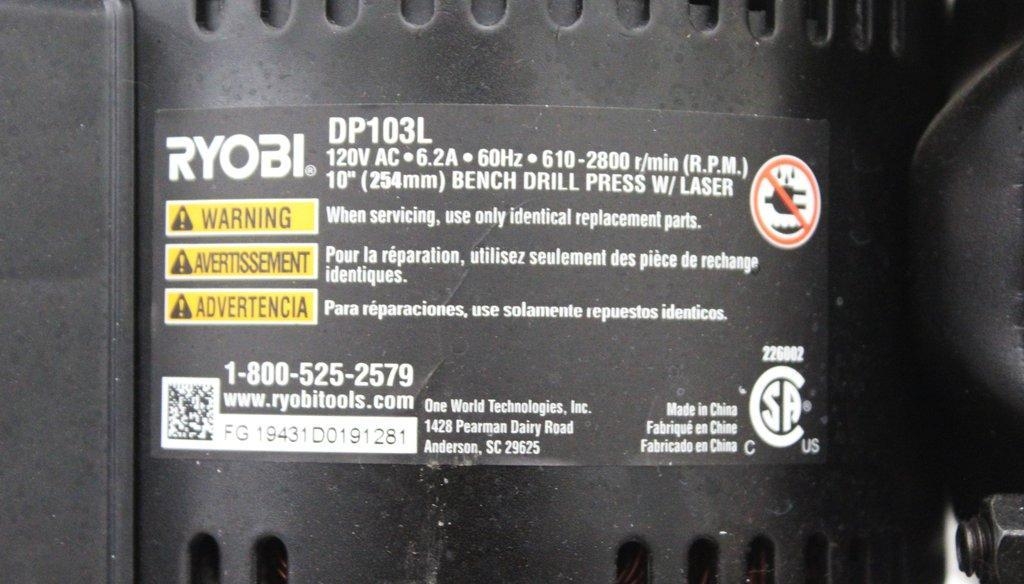 RYOBI®
DP103L
120V AC • 6.2A • 60Hz • 610-2800 r/min (R.P.M.)
10" (254mm) BENCH DRILL PRESS W/ LASER
WARNING
When servicing, use only identical replacement parts.
AVERTISSEMENT
Pour la réparation, utilisez seulement des pièce de rechange
identiques.
ADVERTENCIA
Para réparaciones, use solamente repuestos identicos.
1-800-525-2579
www.ryobitools.com
FG 19431D0191281
One World Technologies, Inc.
1428 Pearman Dairy Road
Anderson, SC 29625
Made in China
Fabriqué en Chine
Fabricado en China
226002
SA®
C US